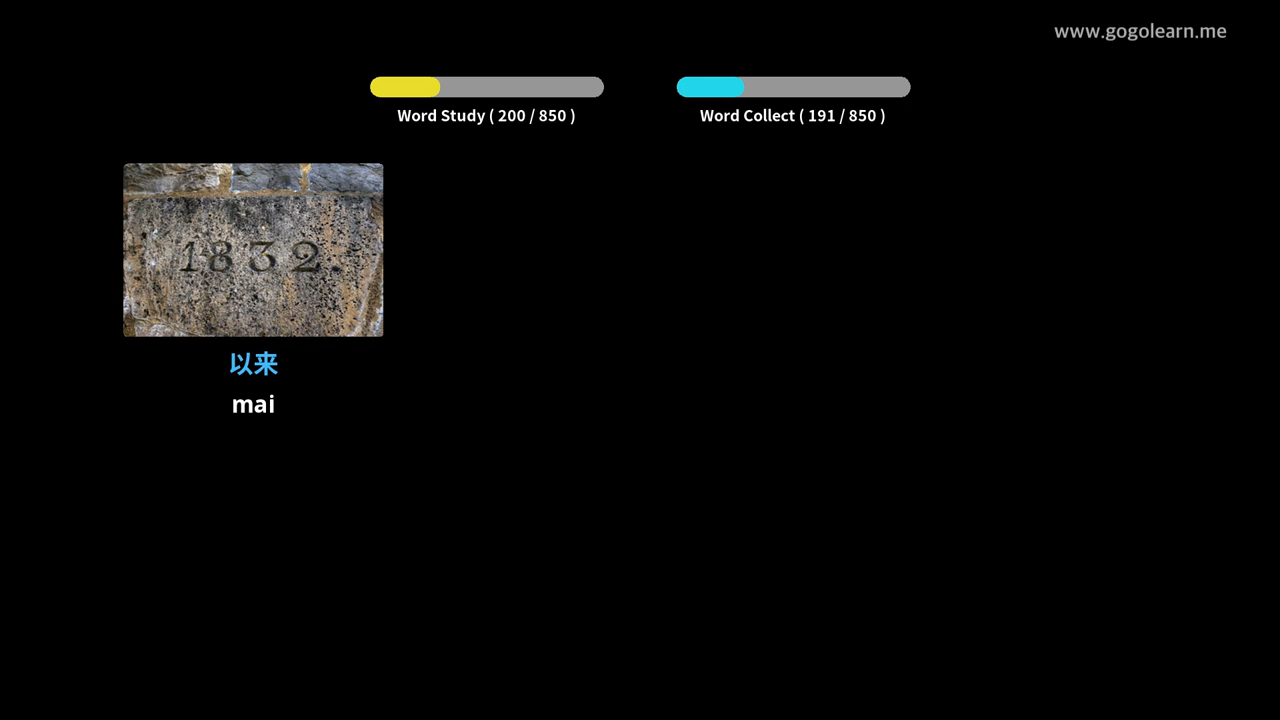 www.gogolearn.me
Word Study ( 200 / 850 )
Word Collect ( 191 / 850 )
1832.
以来
mai